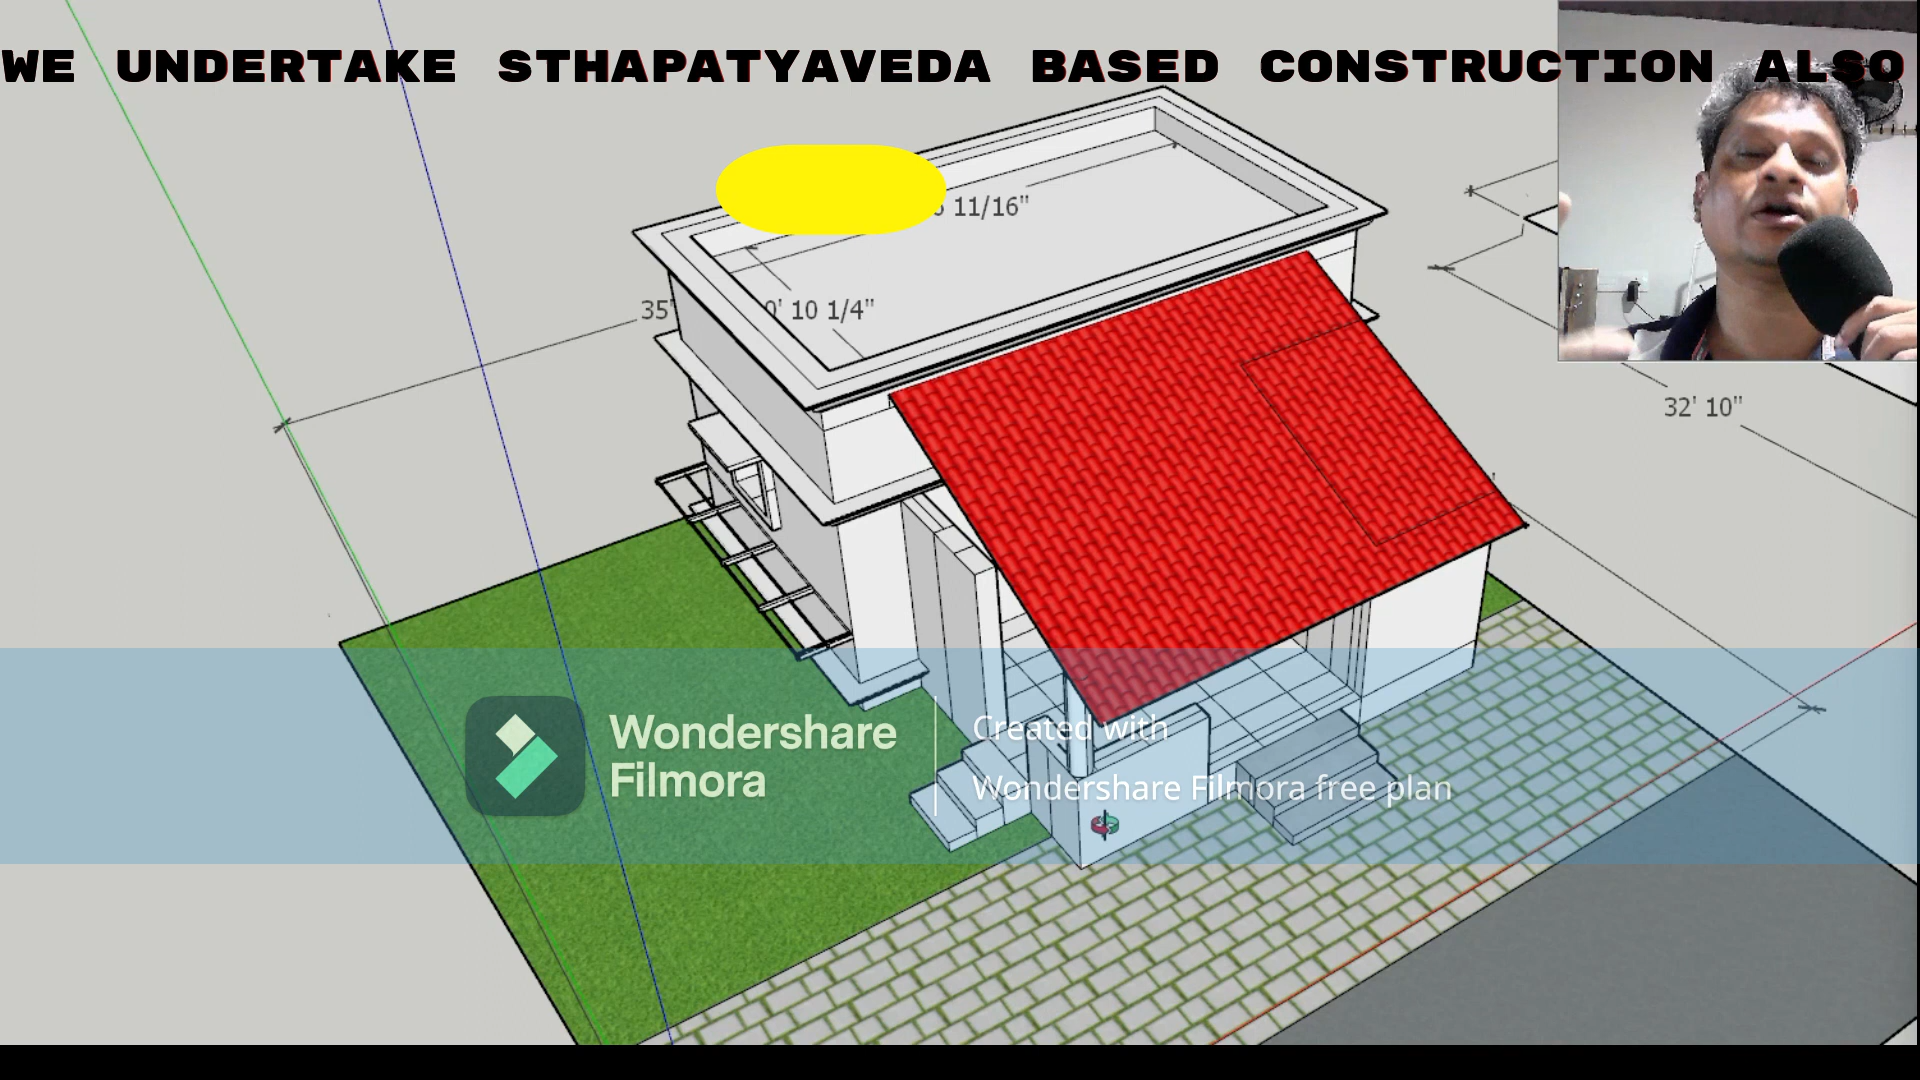 WE UNDERTAKE STHAPATYAVEDA BASED CONSTRUCTION ALSO
11/16"
35'
0' 10 1/4"
32' 10"
Wondershare
Filmora
Created with
Wondershare Filmora free plan